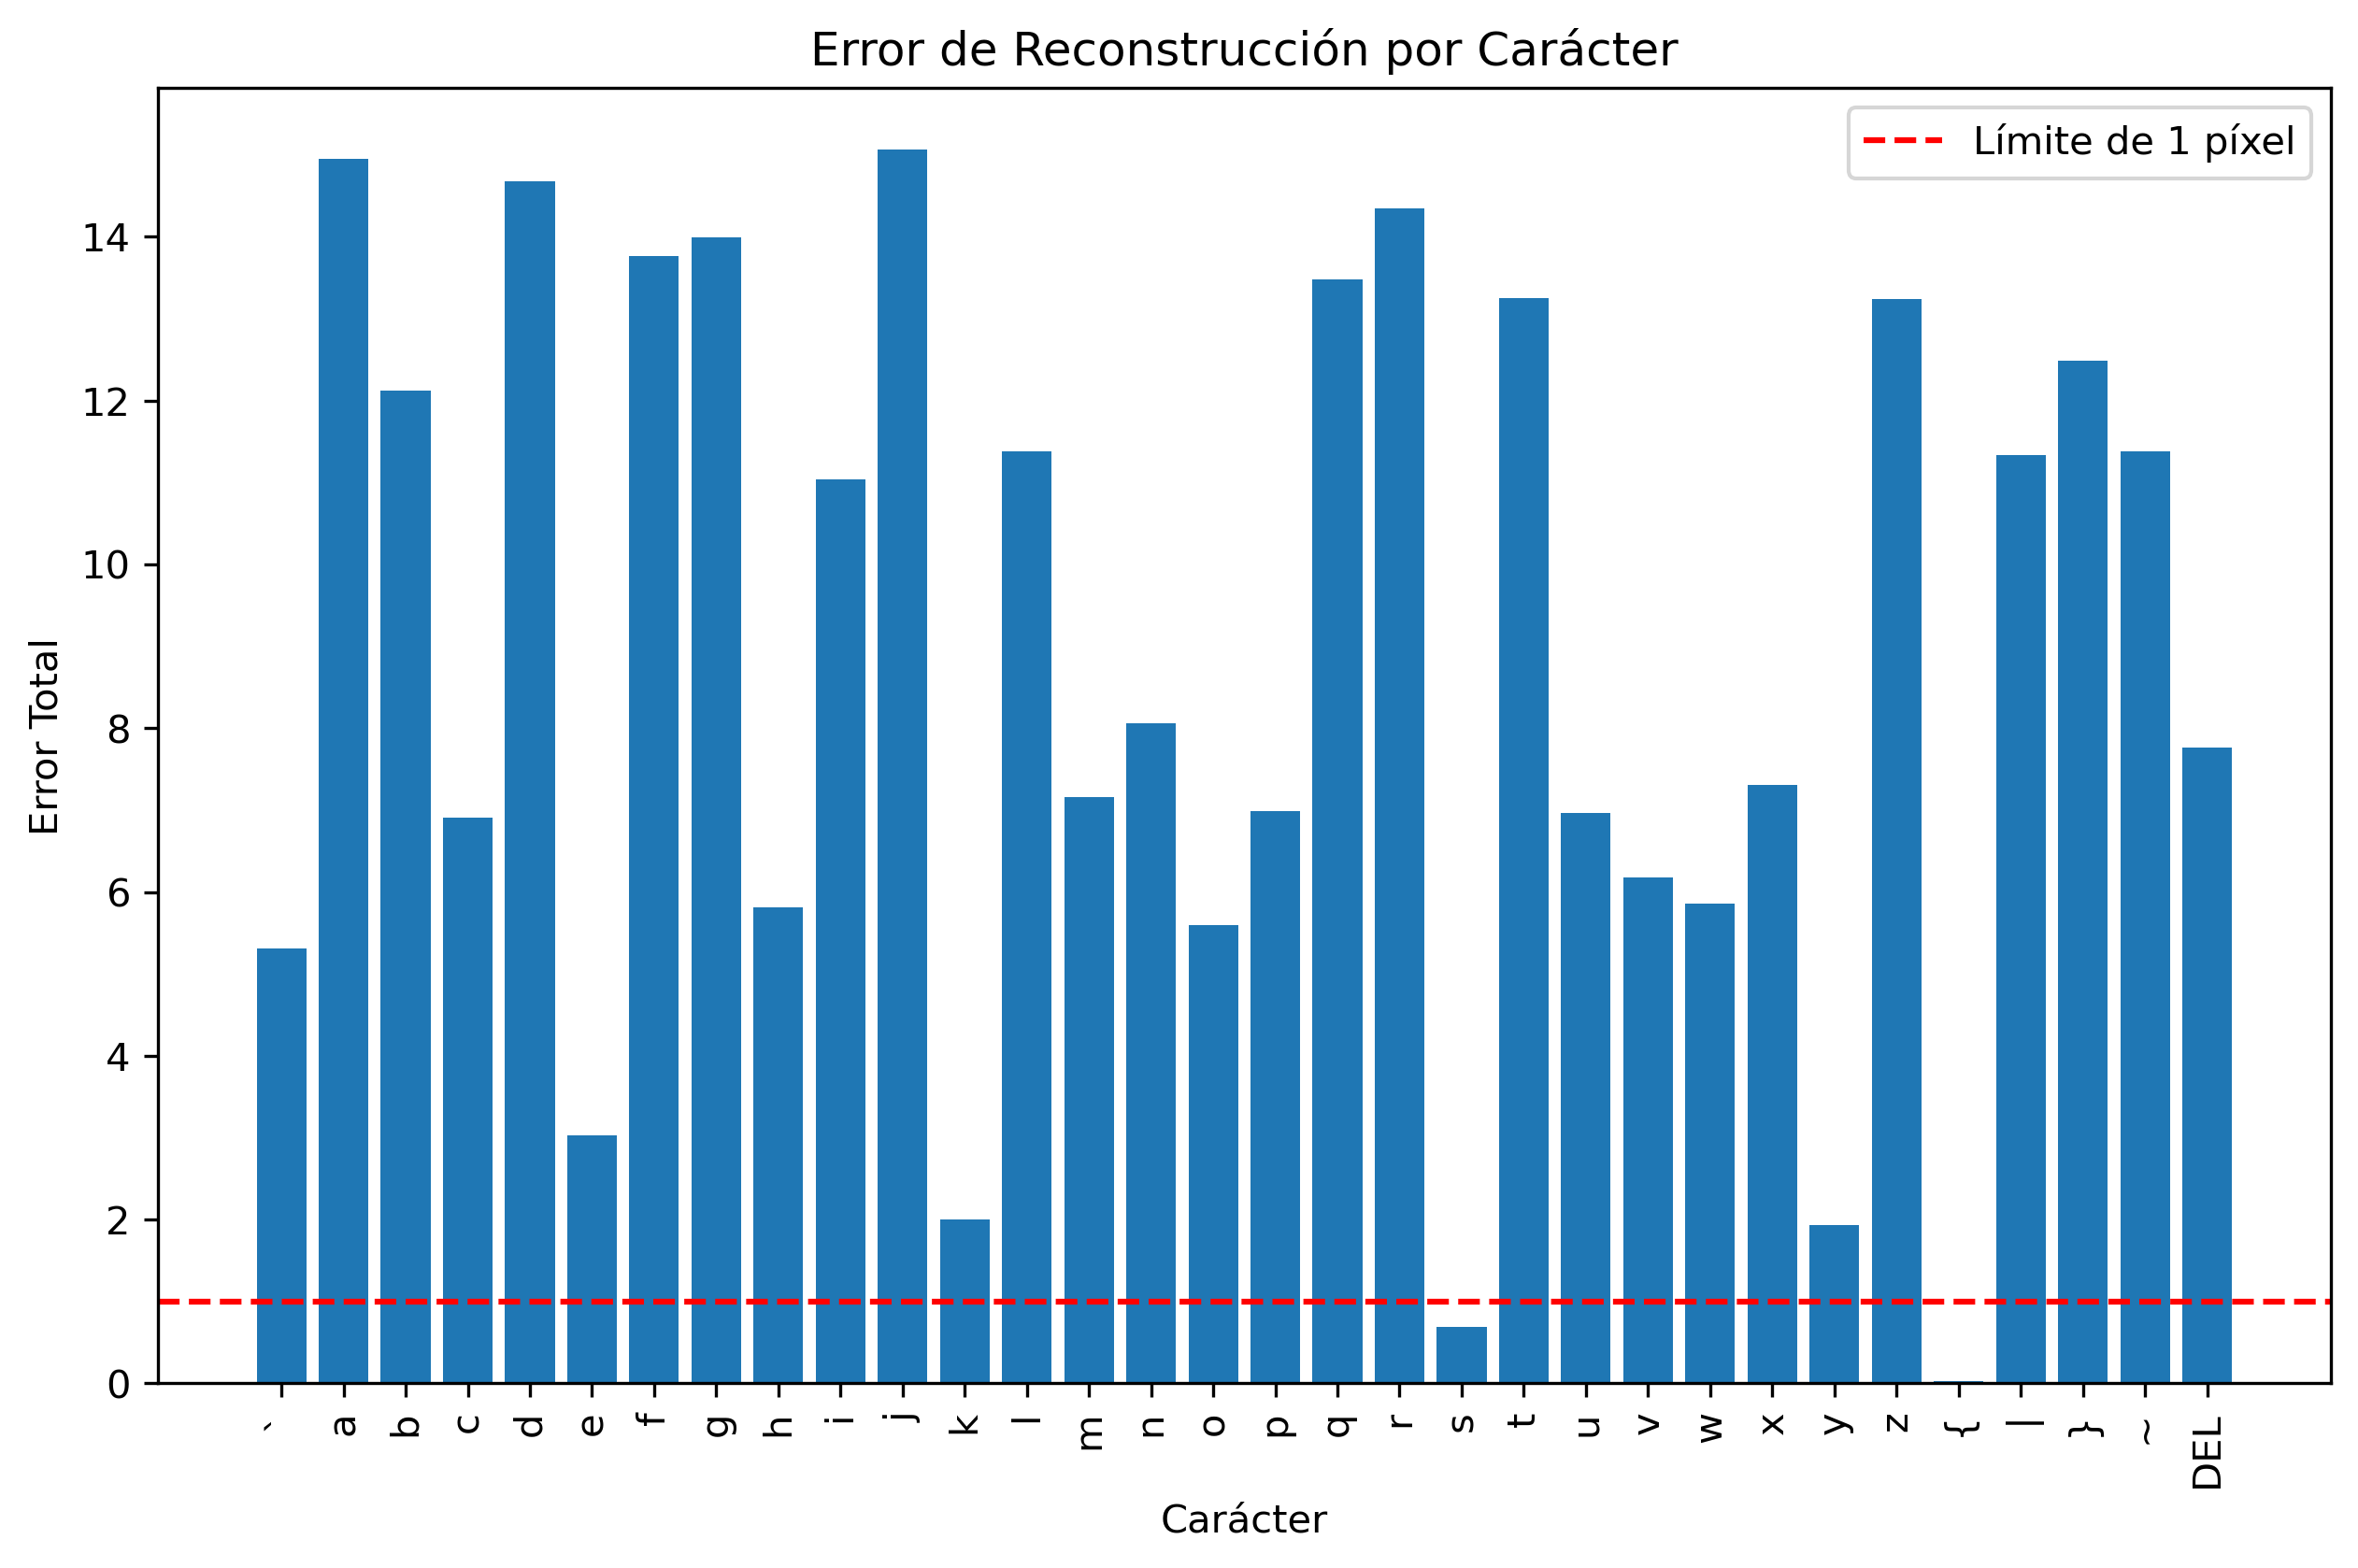 Error de Reconstrucción por Carácter
Límite de 1 píxel
Error Total
14
12
10
8
6
4
2
0
` a b c d e f g h i j k l m n o p q r s t u v w x y z { | } ~ DEL
Carácter